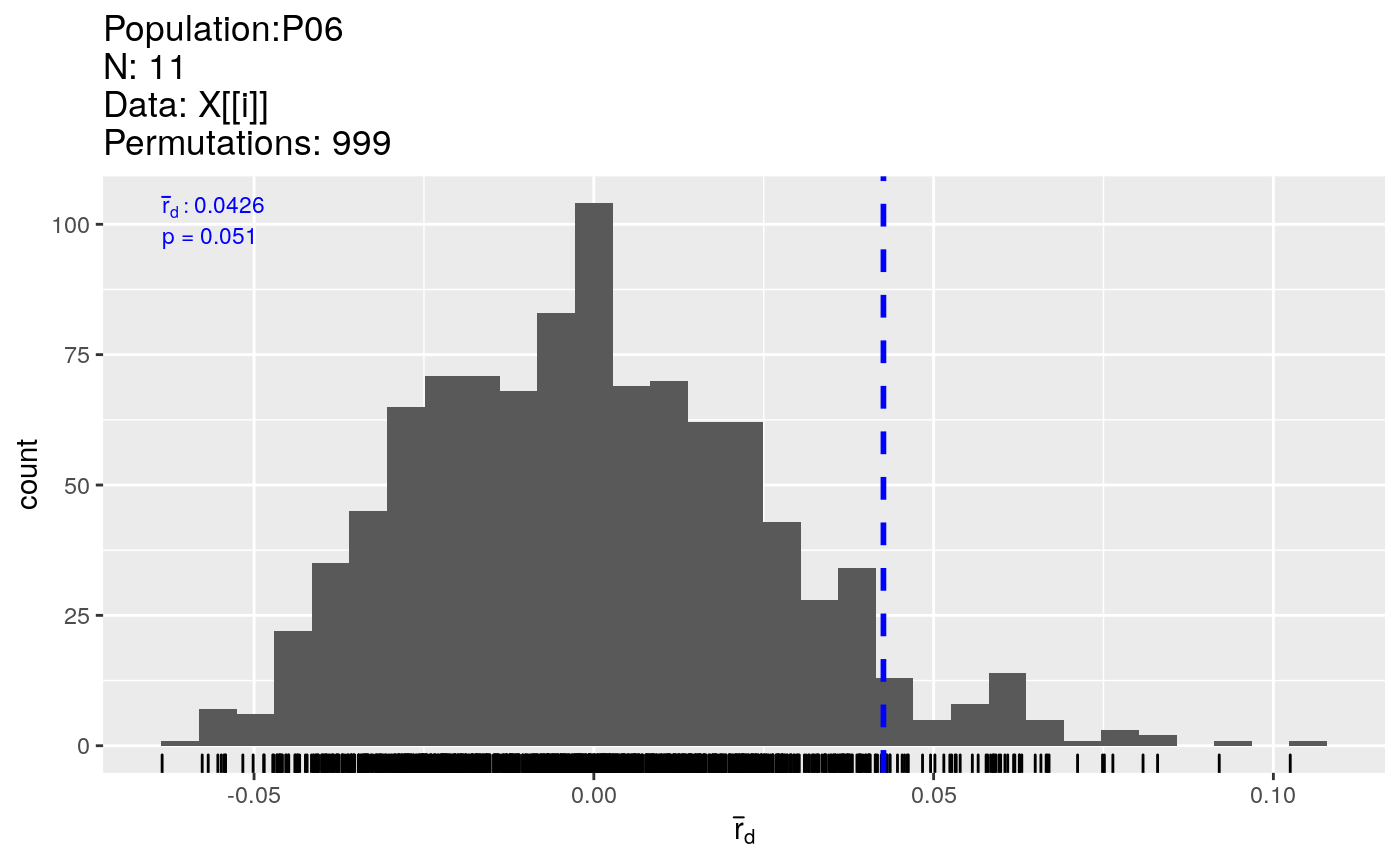 Population:P06
N: 11
Data: X[[i]]
Permutations: 999
r̄d : 0.0426
p = 0.051
100
75
50
25
0
count
-0.05 0.00 0.05 0.10
r̄d